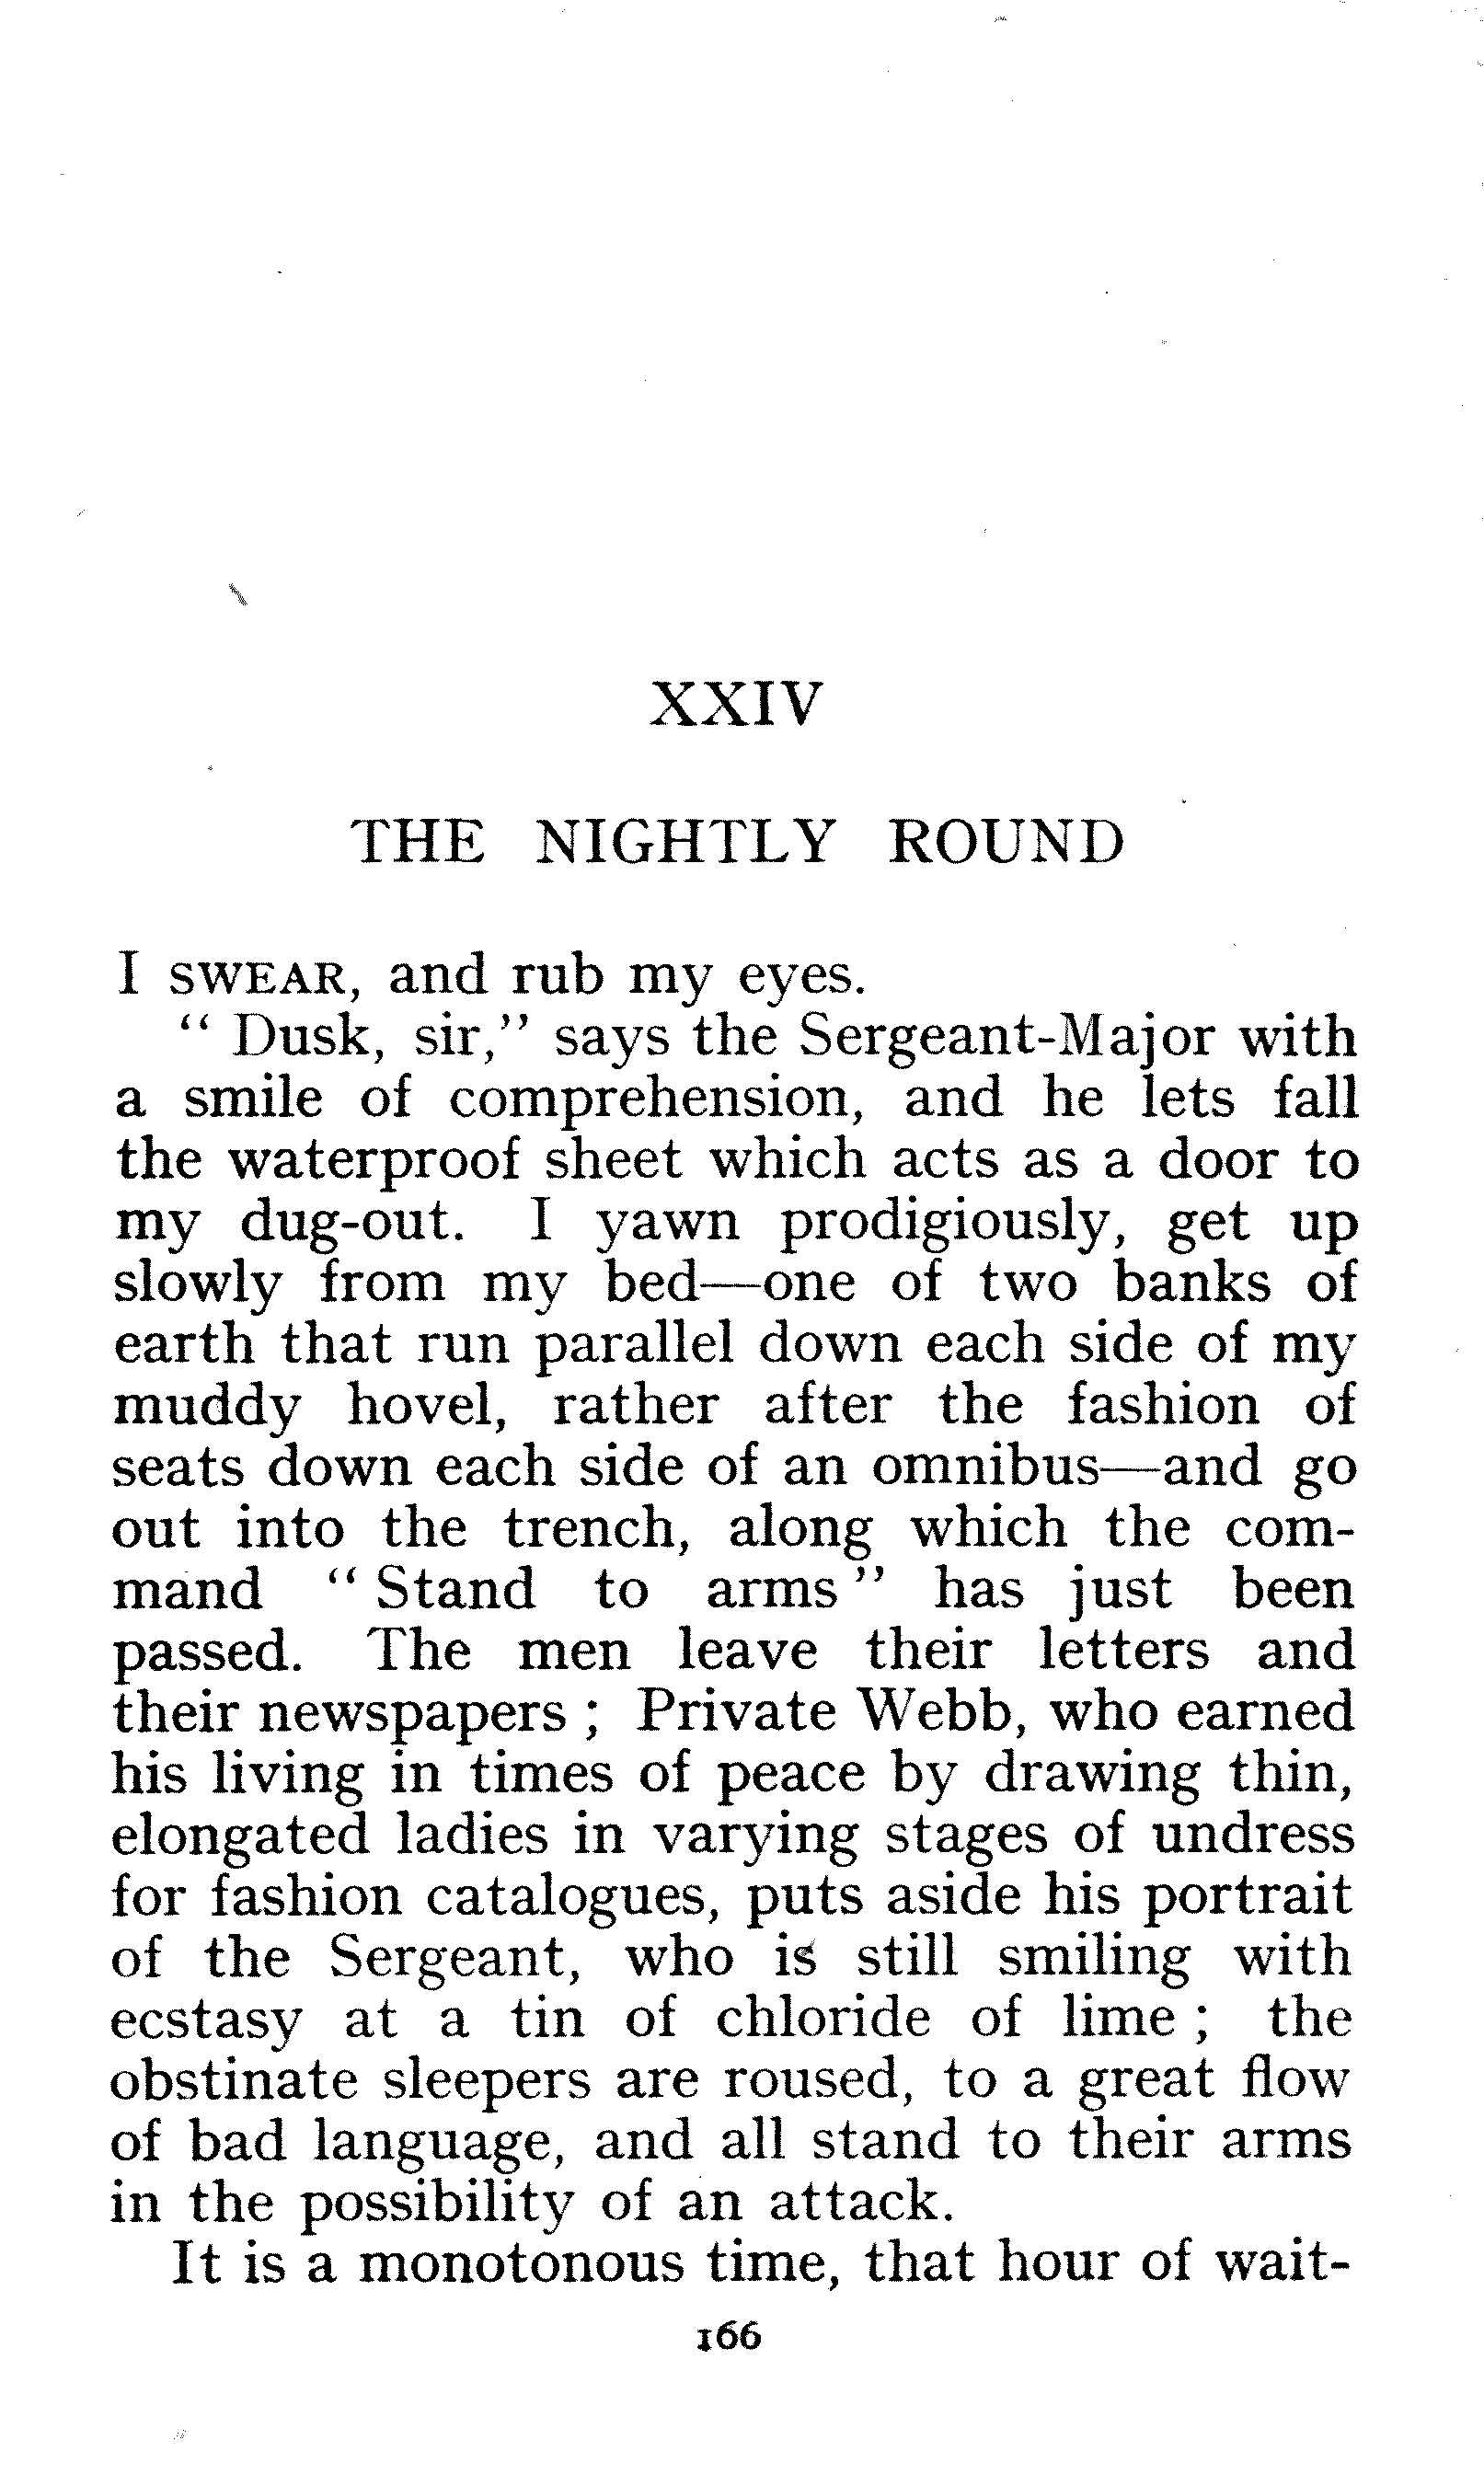 XXIV
THE NIGHTLY ROUND
I SWEAR, and rub my eyes.
“ Dusk, sir,” says the Sergeant-Major with
a smile of comprehension, and he lets fall
the waterproof sheet which acts as a door to
my dug-out. I yawn prodigiously, get up
slowly from my bed—one of two banks of
earth that run parallel down each side of my
muddy hovel, rather after the fashion of
seats down each side of an omnibus—and go
out into the trench, along which the com-
mand “ Stand to arms ” has just been
passed. The men leave their letters and
their newspapers ; Private Webb, who earned
his living in times of peace by drawing thin,
elongated ladies in varying stages of undress
for fashion catalogues, puts aside his portrait
of the Sergeant, who is still smiling with
ecstasy at a tin of chloride of lime ; the
obstinate sleepers are roused, to a great flow
of bad language, and all stand to their arms
in the possibility of an attack.
It is a monotonous time, that hour of wait-
166